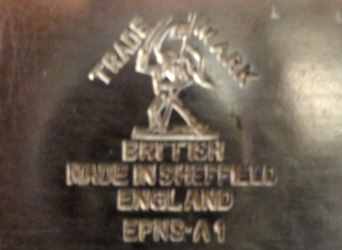 TRADE MARK
BRITISH
MADE IN SHEFFIELD
ENGLAND
EPNS-A1